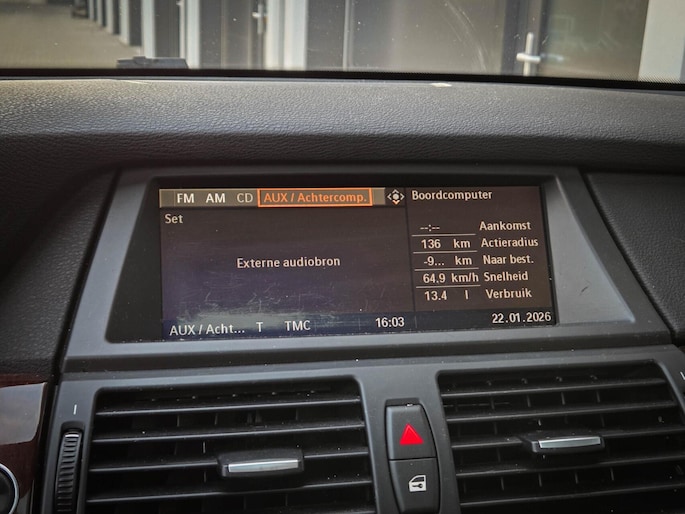 FM AM CD AUX / Achtercomp.
Set
Externe audiobron
AUX / Acht... T TMC 16:03
Boordcomputer
--:-- Aankomst
136 km Actieradius
-9... km Naar best.
64.9 km/h Snelheid
13.4 l Verbruik
22.01.2026